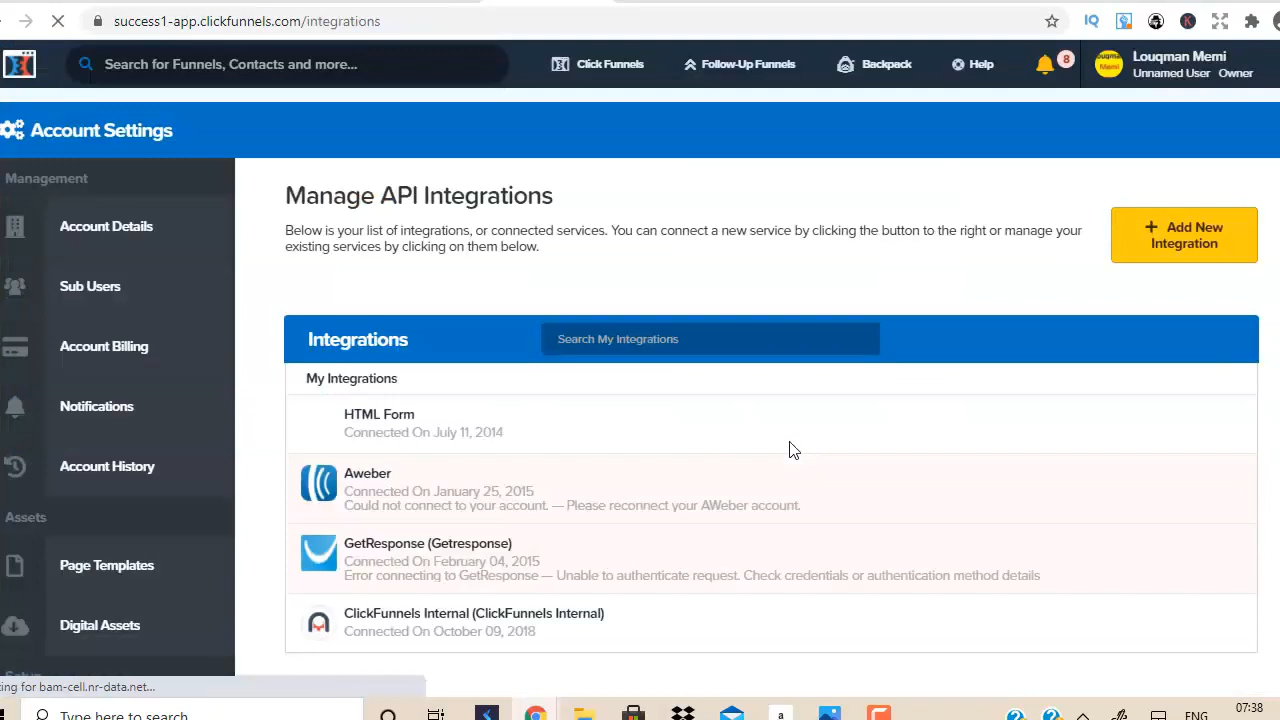 success1-app.clickfunnels.com/integrations
IQ
K
Search for Funnels, Contacts and more...
Click Funnels
Follow-Up Funnels
Backpack
Help
8
Louqman Memi
Unnamed User Owner
Account Settings
Management
Account Details
Sub Users
Account Billing
Notifications
Account History
Assets
Page Templates
Digital Assets
Manage API Integrations
Below is your list of integrations, or connected services. You can connect a new service by clicking the button to the right or manage your
existing services by clicking on them below.
+ Add New
Integration
Integrations
Search My Integrations
My Integrations
HTML Form
Connected On July 11, 2014
Aweber
Connected On January 25, 2015
Could not connect to your account. — Please reconnect your AWeber account.
GetResponse (Getresponse)
Connected On February 04, 2015
Error connecting to GetResponse — Unable to authenticate request. Check credentials or authentication method details
ClickFunnels Internal (ClickFunnels Internal)
Connected On October 09, 2018
ting for bam-cell.nr-data.net...
Type here to search
a
ENG
07:38